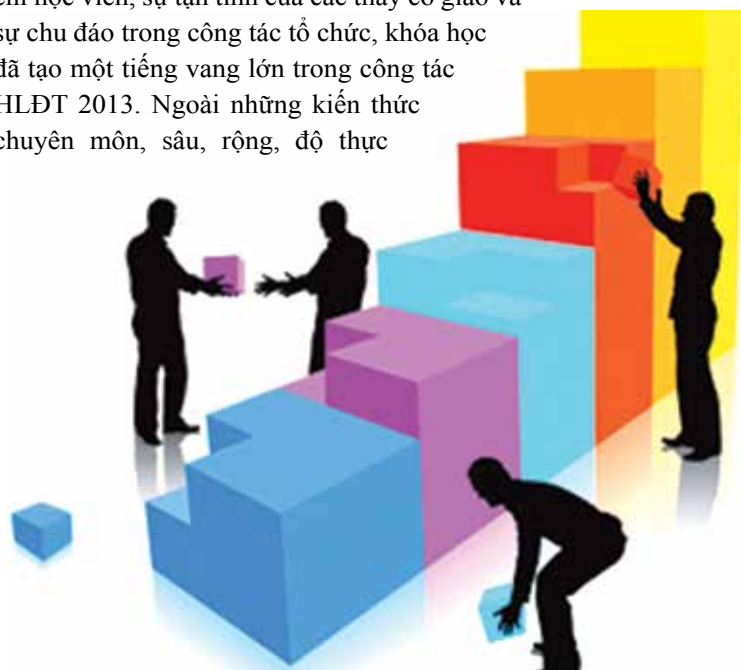 học viên, sự tận tình của các thầy cô giáo và
sự chu đáo trong công tác tổ chức, khóa học
đã tạo một tiếng vang lớn trong công tác
HLĐT 2013. Ngoài những kiến thức
chuyên môn, sâu, rộng, độ thực